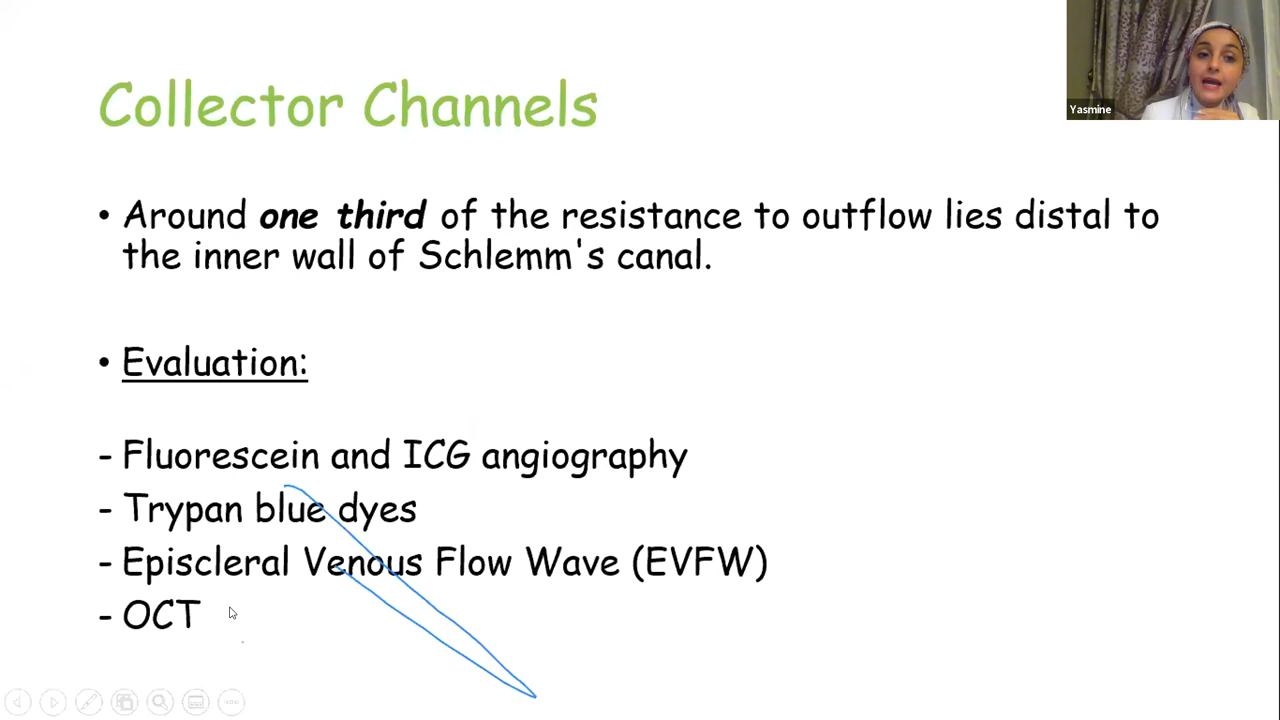 Collector Channels
Yasmine
• Around one third of the resistance to outflow lies distal to
the inner wall of Schlemm's canal.
• Evaluation:
- Fluorescein and ICG angiography
- Trypan blue dyes
- Episcleral Venous Flow Wave (EVFW)
- OCT